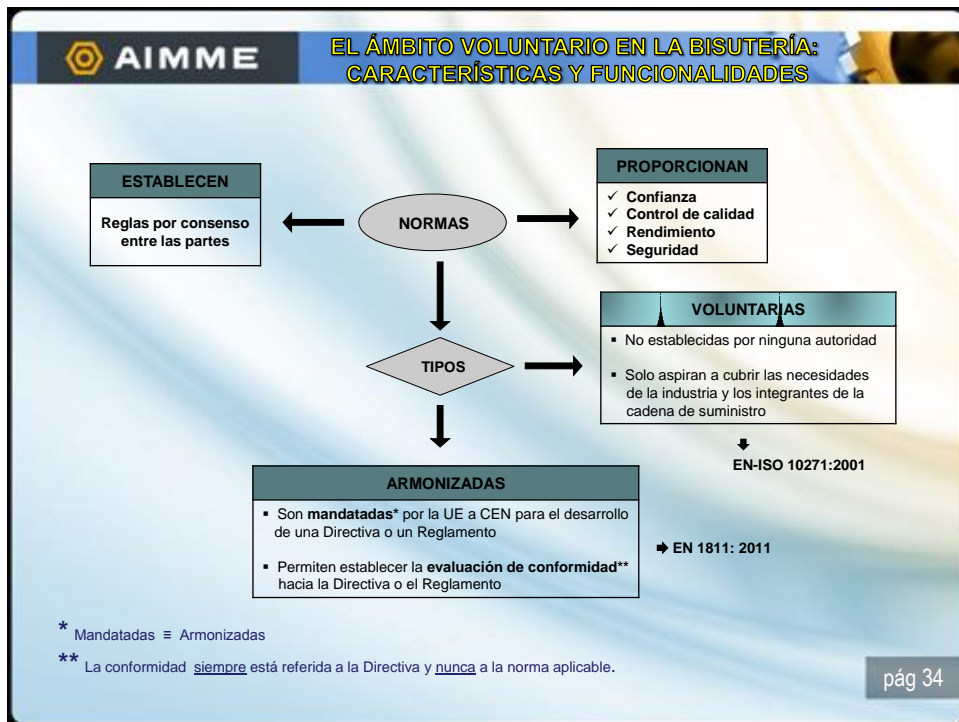 AIMME
EL ÁMBITO VOLUNTARIO EN LA BISUTERÍA:
CARACTERÍSTICAS Y FUNCIONALIDADES
ESTABLECEN
Reglas por consenso
entre las partes
NORMAS
PROPORCIONAN
✓ Confianza
✓ Control de calidad
✓ Rendimiento
✓ Seguridad
TIPOS
VOLUNTARIAS
▪ No establecidas por ninguna autoridad
▪ Solo aspiran a cubrir las necesidades
de la industria y los integrantes de la
cadena de suministro
EN-ISO 10271:2001
ARMONIZADAS
▪ Son mandatadas* por la UE a CEN para el desarrollo
de una Directiva o un Reglamento
▪ Permiten establecer la evaluación de conformidad**
hacia la Directiva o el Reglamento
EN 1811: 2011
* Mandatadas ≡ Armonizadas
** La conformidad siempre está referida a la Directiva y nunca a la norma aplicable.
pág 34